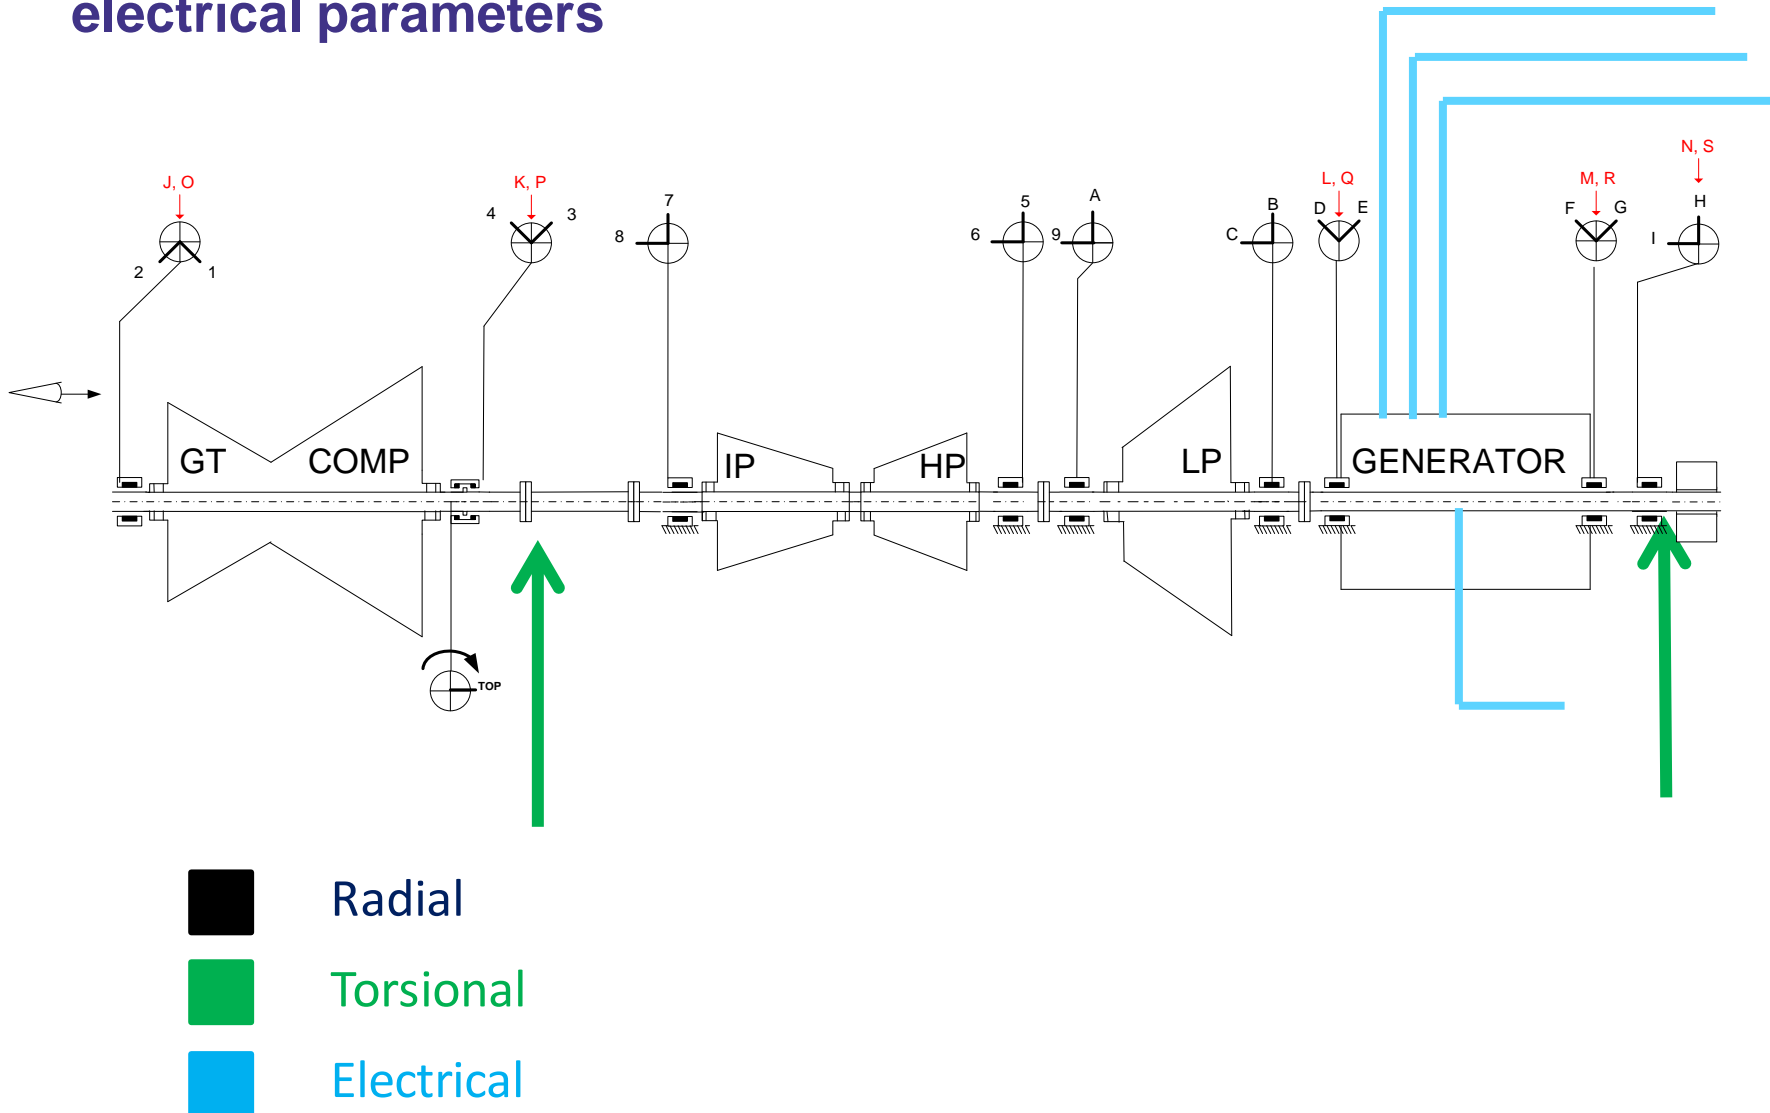 electrical parameters
N, S
J, O
K, P
L, Q
M, R
4
3
7
5
A
B
D
E
F
G
H
8
6
9
C
I
2
1
GT
COMP
IP
HP
LP
GENERATOR
TOP
Radial
Torsional
Electrical